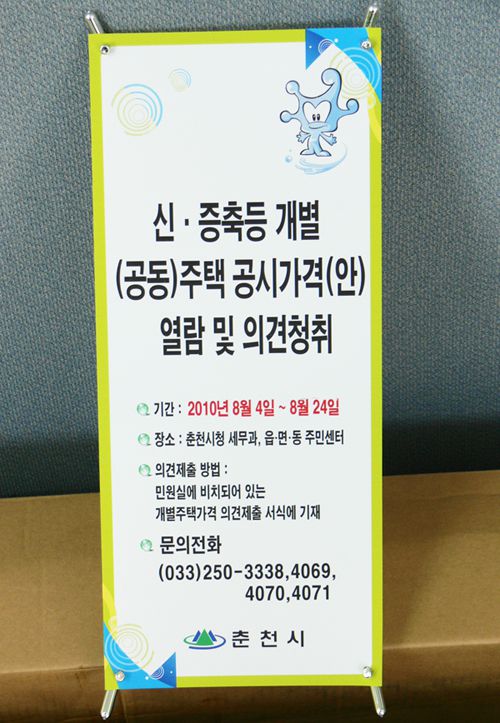 신·증축등 개별
(공동)주택 공시가격(안)
열람 및 의견청취
기간 : 2010년 8월 4일 ~ 8월 24일
장소 : 춘천시청 세무과, 읍·면·동 주민센터
의견제출 방법 :
민원실에 비치되어 있는
개별주택가격 의견제출 서식에 기재
문의전화
(033)250-3338,4069,
4070,4071
춘천시